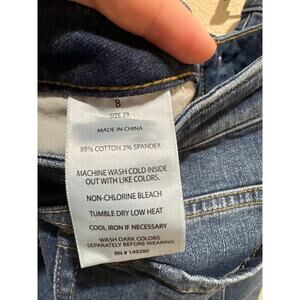 8
SIZE 29
MADE IN CHINA
98% COTTON 2% SPANDEX
MACHINE WASH COLD INSIDE
OUT WITH LIKE COLORS.
NON-CHLORINE BLEACH
TUMBLE DRY LOW HEAT
COOL IRON IF NECESSARY
WASH DARK COLORS
SEPARATELY BEFORE WEARING
RN # 149280